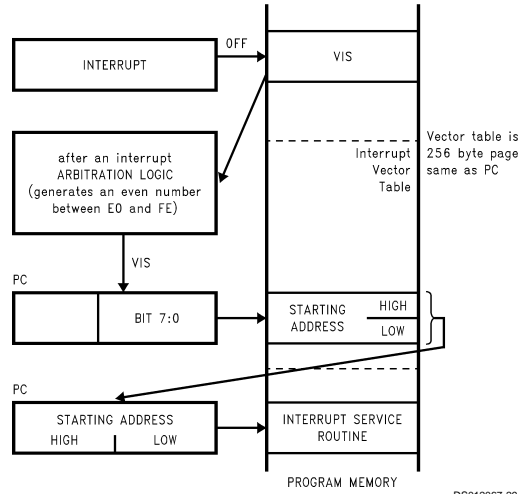 OFF
INTERRUPT
VIS
after an interrupt
ARBITRATION LOGIC
(generates an even number
between E0 and FE)
Interrupt
Vector
Table
Vector table is
256 byte page
same as PC
VIS
PC
BIT 7:0
STARTING
ADDRESS
HIGH
LOW
PC
STARTING ADDRESS
HIGH
LOW
INTERRUPT SERVICE
ROUTINE
PROGRAM MEMORY